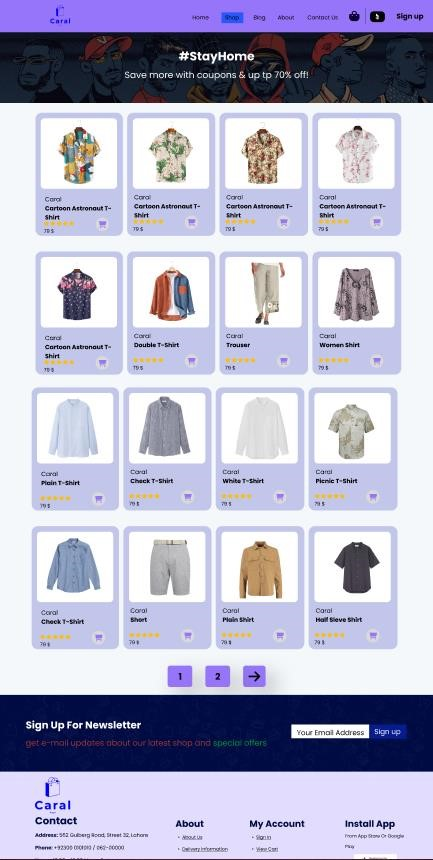 Caral
Home Shop Blog About Contact Us Sign up
#StayHome
Save more with coupons & up tp 70% off!
Caral
Cartoon Astronaut T-
Shirt
79 $
Caral
Cartoon Astronaut T-
Shirt
79 $
Caral
Cartoon Astronaut T-
Shirt
79 $
Caral
Cartoon Astronaut T-
Shirt
79 $
Caral
Cartoon Astronaut T-
Shirt
79 $
Caral
Double T-Shirt
79 $
Caral
Trouser
79 $
Caral
Women Shirt
79 $
Caral
Plain T-Shirt
79 $
Caral
Check T-Shirt
79 $
Caral
White T-Shirt
79 $
Caral
Picnic T-Shirt
79 $
Caral
Check T-Shirt
79 $
Caral
Short
79 $
Caral
Plain Shirt
79 $
Caral
Half Sleve Shirt
79 $
1 2
Sign Up For Newsletter
get e-mail updates about our latest shop and special offers
Your Email Address Sign up
Caral
Contact
Address: 562 Gulberg Road, Street 32, Lahore
Phone: +92300 0101010 / 062-00000
About
About Us
Delivery Information
My Account
Sign In
View Cart
Install App
From App Store Or Google
Play